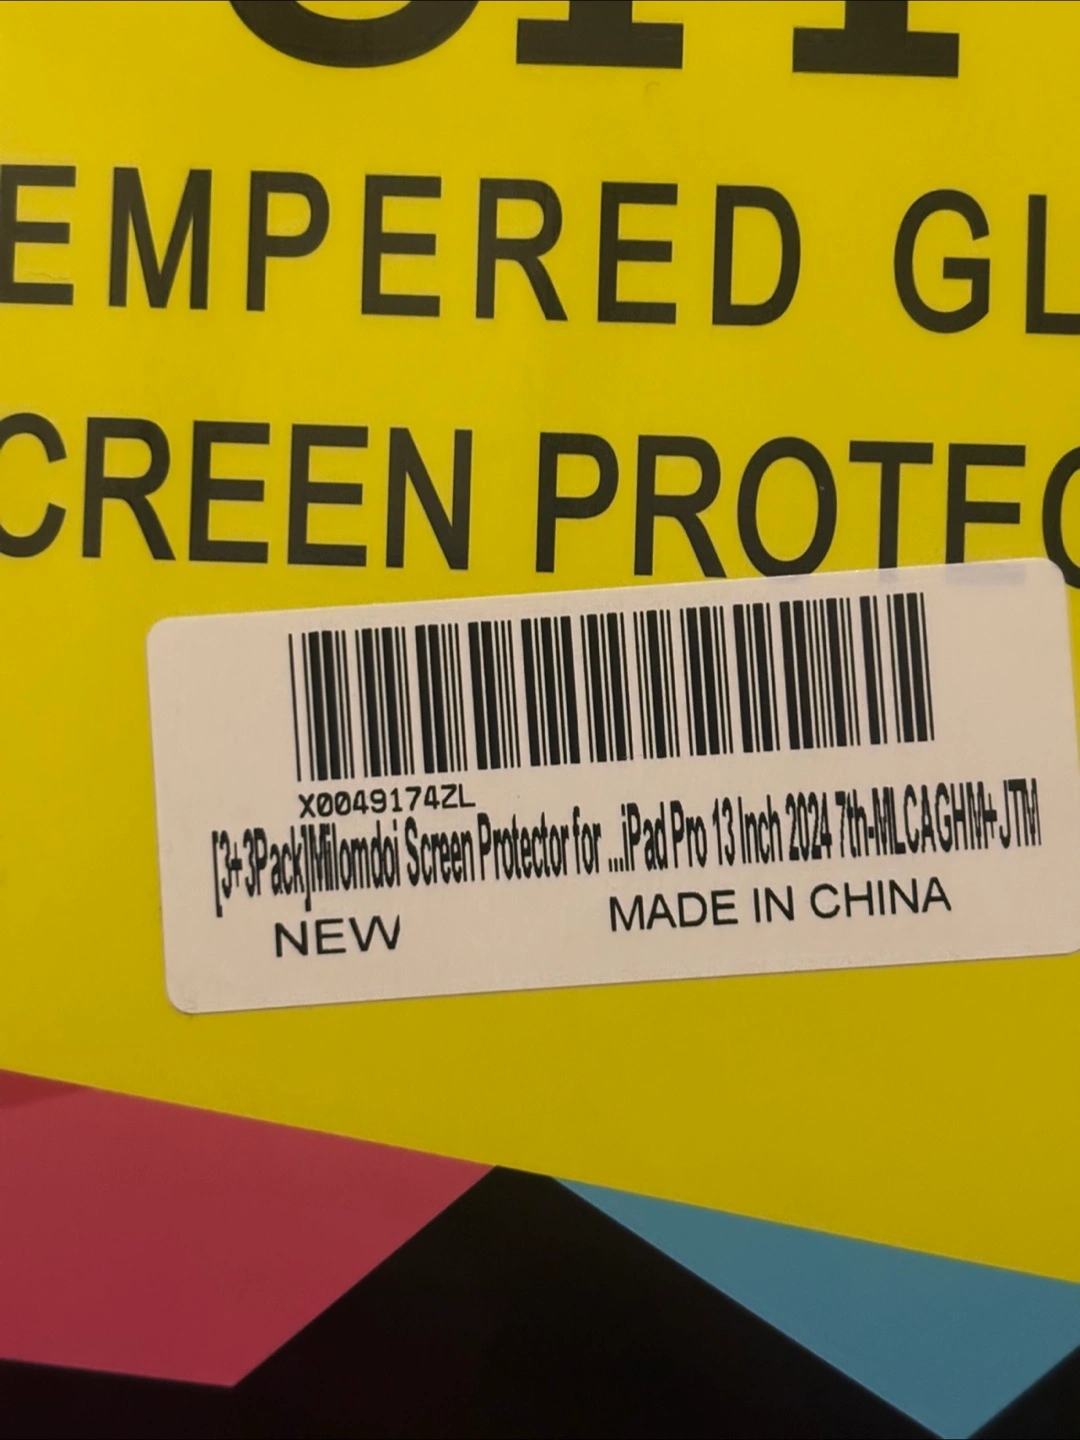 EMPERED GL
CREEN PROTEC
X0049174ZL
[3+3Pack]Milomdoi Screen Protector for ...iPad Pro 13 Inch 2024 7th-MLCAGHM+JTM
NEW MADE IN CHINA